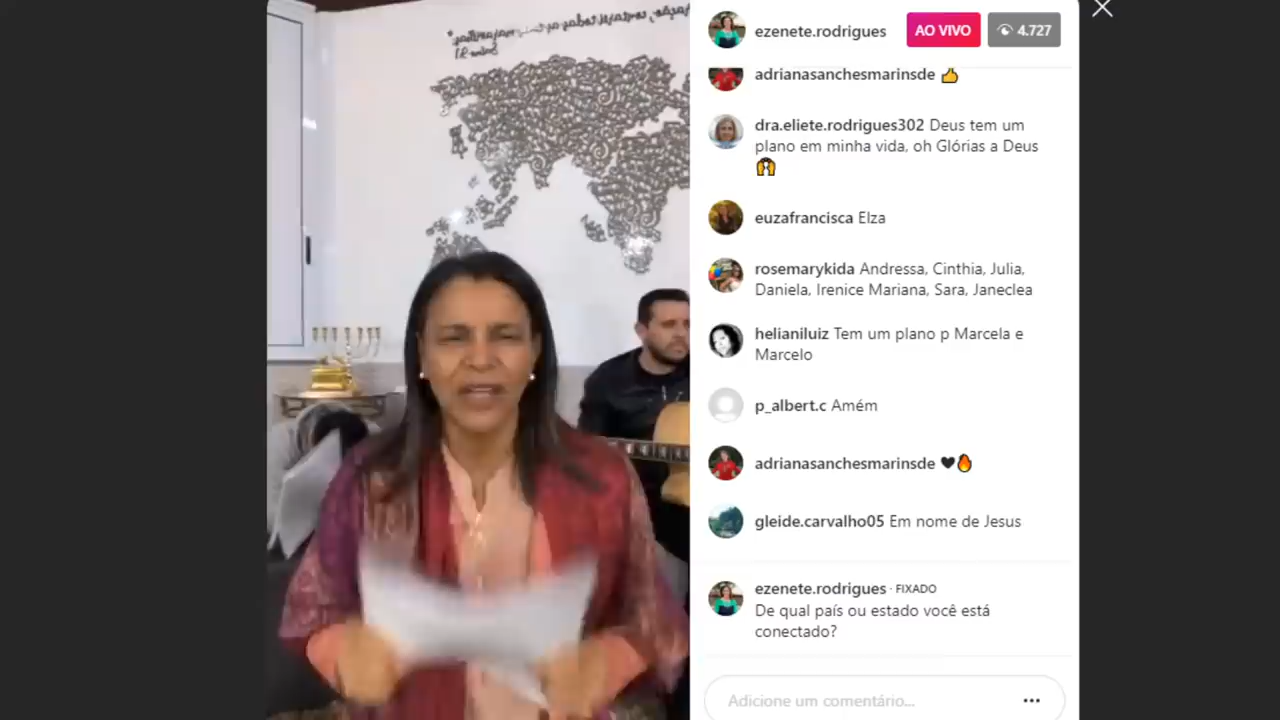 ezenete.rodrigues AO VIVO 4.727
adrianasanchesmarinsde 👍
dra.eliete.rodrigues302 Deus tem um
plano em minha vida, oh Glórias a Deus
🙌
euzafrancisca Elza
rosemarykida Andressa, Cinthia, Julia,
Daniela, Irenice Mariana, Sara, Janeclea
helianiluiz Tem um plano p Marcela e
Marcelo
p_albert.c Amém
adrianasanchesmarinsde 🖤🔥
gleide.carvalho05 Em nome de Jesus
ezenete.rodrigues · FIXADO
De qual país ou estado você está
conectado?
Adicione um comentário...